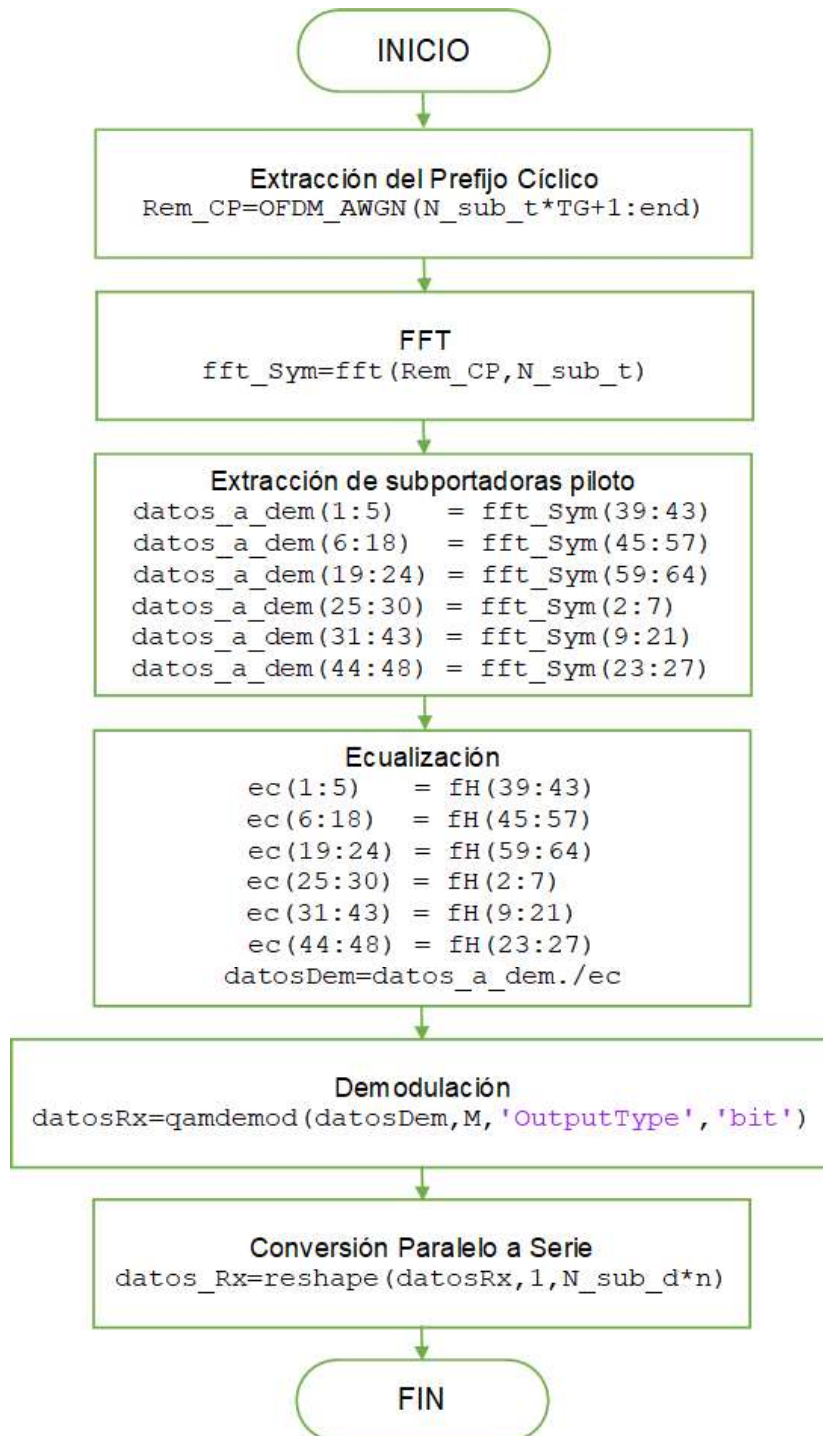 INICIO
Extracción del Prefijo Cíclico
Rem_CP=OFDM_AWGN(N_sub_t*TG+1:end)
FFT
fft_Sym=fft(Rem_CP,N_sub_t)
Extracción de subportadoras piloto
datos_a_dem(1:5)   = fft_Sym(39:43)
datos_a_dem(6:18)  = fft_Sym(45:57)
datos_a_dem(19:24) = fft_Sym(59:64)
datos_a_dem(25:30) = fft_Sym(2:7)
datos_a_dem(31:43) = fft_Sym(9:21)
datos_a_dem(44:48) = fft_Sym(23:27)
Ecualización
ec(1:5)   = fH(39:43)
ec(6:18)  = fH(45:57)
ec(19:24) = fH(59:64)
ec(25:30) = fH(2:7)
ec(31:43) = fH(9:21)
ec(44:48) = fH(23:27)
datosDem=datos_a_dem./ec
Demodulación
datosRx=qamdemod(datosDem,M,'OutputType','bit')
Conversión Paralelo a Serie
datos_Rx=reshape(datosRx,1,N_sub_d*n)
FIN